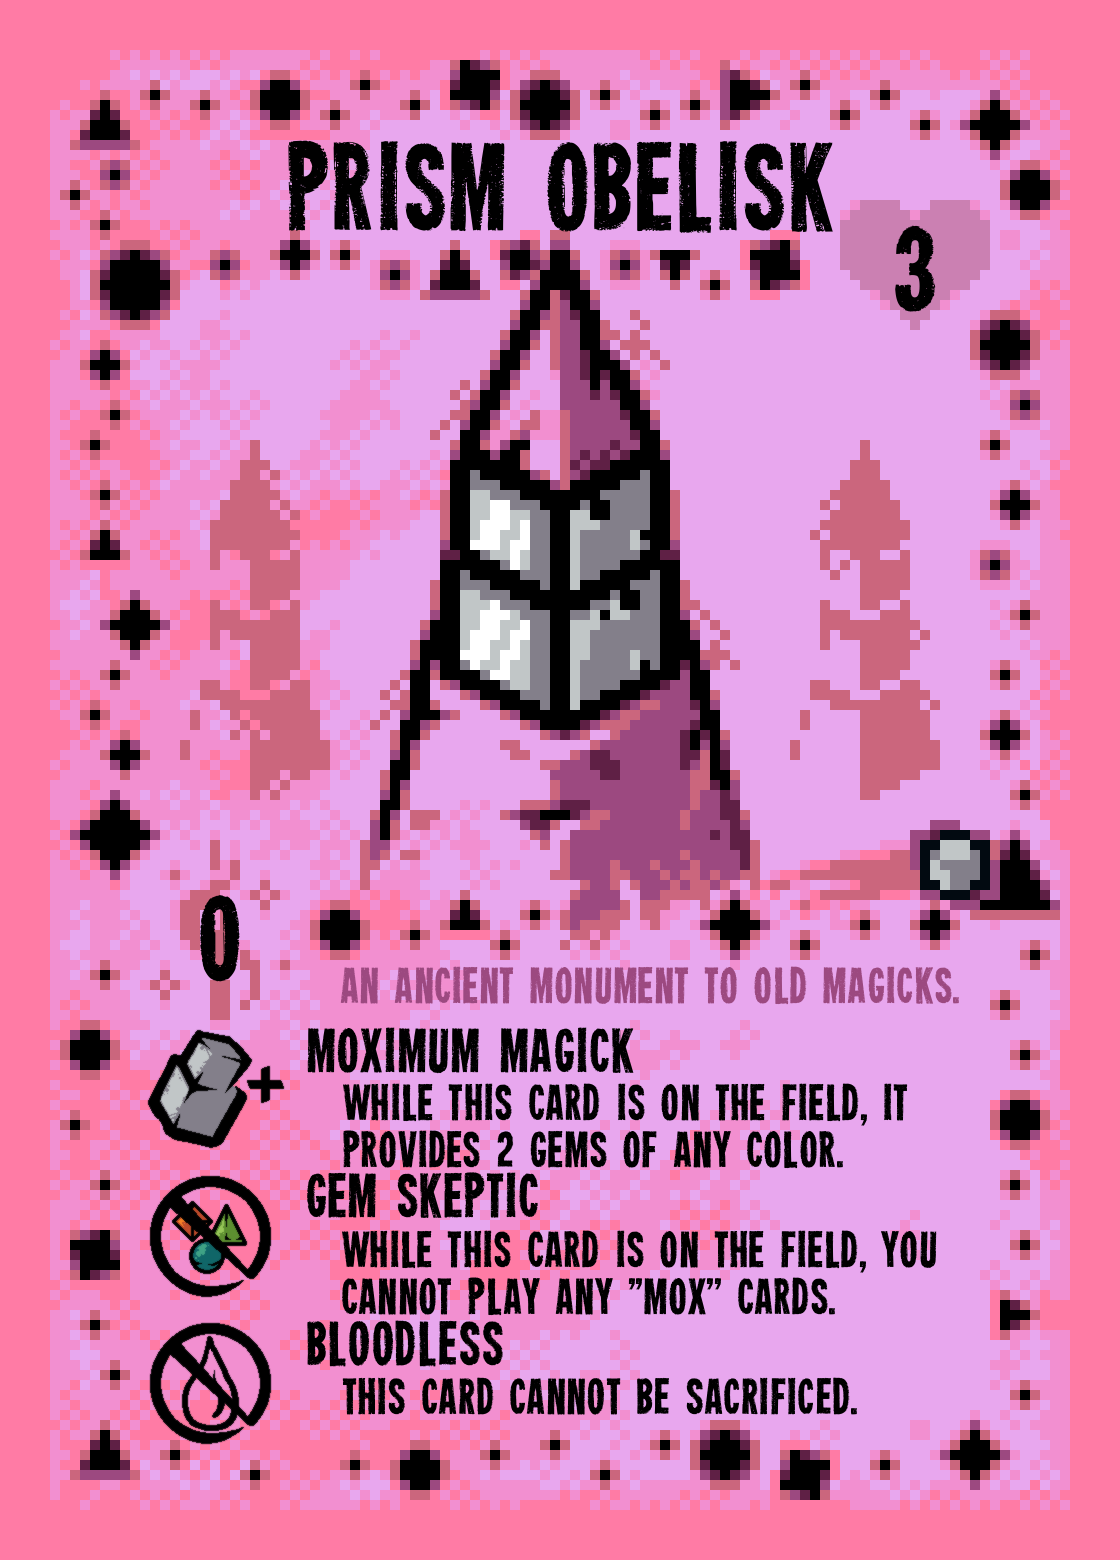 PRISM OBELISK
3
0
AN ANCIENT MONUMENT TO OLD MAGICKS.
MOXIMUM MAGICK
WHILE THIS CARD IS ON THE FIELD, IT
PROVIDES 2 GEMS OF ANY COLOR.
GEM SKEPTIC
WHILE THIS CARD IS ON THE FIELD, YOU
CANNOT PLAY ANY "MOX" CARDS.
BLOODLESS
THIS CARD CANNOT BE SACRIFICED.